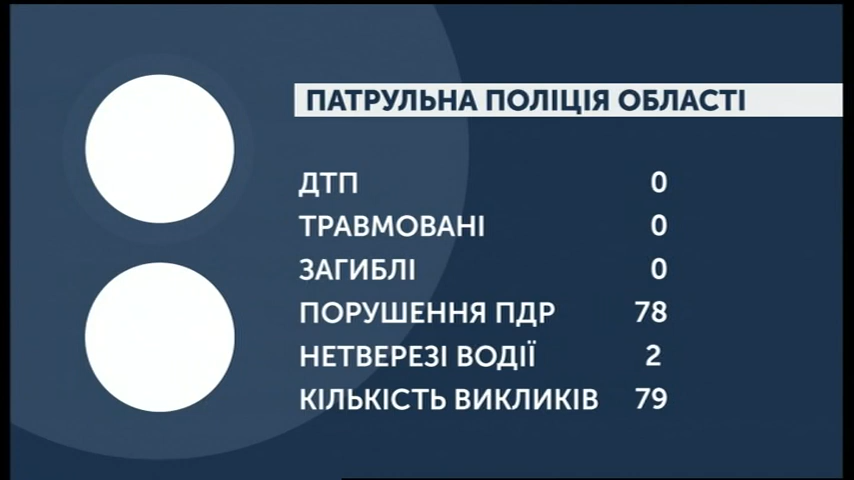 ПАТРУЛЬНА ПОЛІЦІЯ ОБЛАСТІ
ДТП 0
ТРАВМОВАНІ 0
ЗАГИБЛІ 0
ПОРУШЕННЯ ПДР 78
НЕТВЕРЕЗІ ВОДІЇ 2
КІЛЬКІСТЬ ВИКЛИКІВ 79